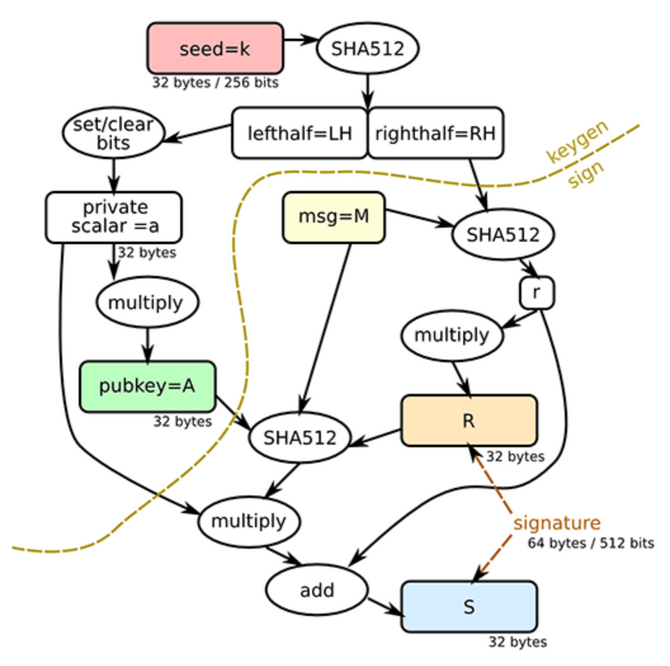 seed=k
SHA512
32 bytes / 256 bits
set/clear
bits
lefthalf=LH
righthalf=RH
keygen
sign
private
scalar =a
msg=M
SHA512
32 bytes
r
multiply
multiply
pubkey=A
R
32 bytes
SHA512
32 bytes
multiply
signature
64 bytes / 512 bits
add
S
32 bytes